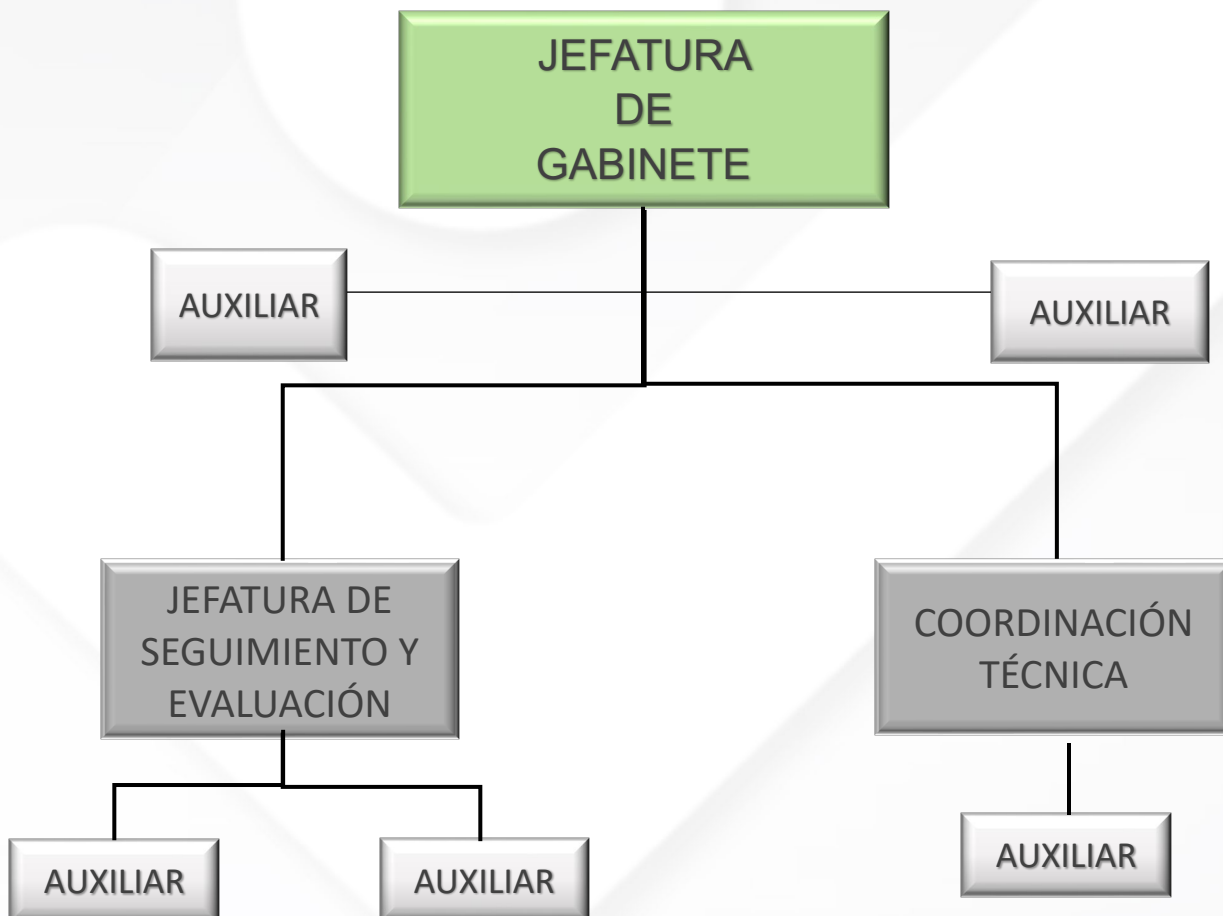 JEFATURA
DE
GABINETE
AUXILIAR
AUXILIAR
JEFATURA DE
SEGUIMIENTO Y
EVALUACIÓN
COORDINACIÓN
TÉCNICA
AUXILIAR
AUXILIAR
AUXILIAR